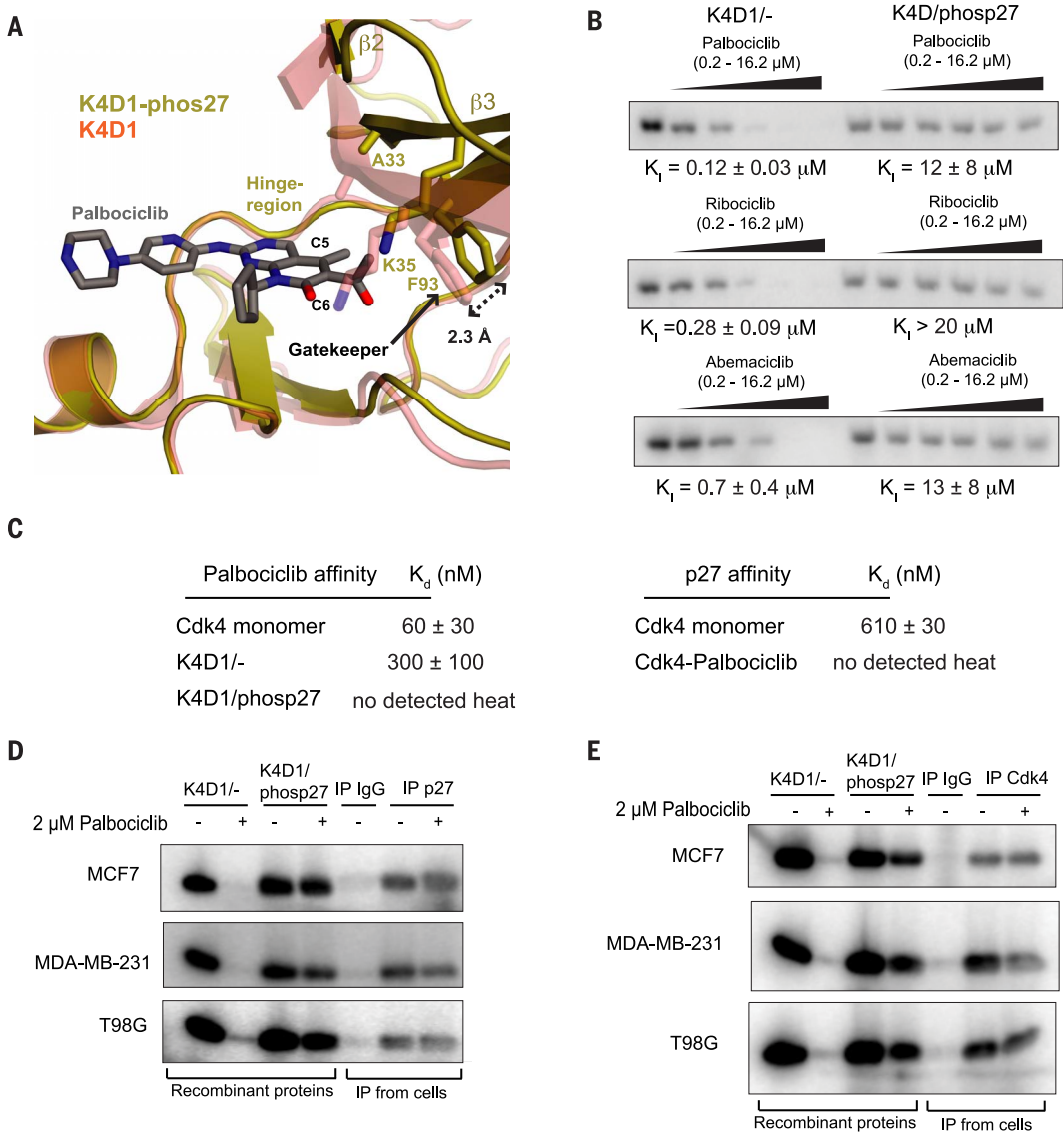 A
K4D1-phos27
K4D1
β2
β3
A33
Hinge-
region
Palbociclib
C5
K35
F93
C6
Gatekeeper
2.3 Å
B
K4D1/-
K4D/phosp27
Palbociclib
(0.2 - 16.2 μM)
Palbociclib
(0.2 - 16.2 μM)
KI = 0.12 ± 0.03 μM
KI = 12 ± 8 μM
Ribociclib
(0.2 - 16.2 μM)
Ribociclib
(0.2 - 16.2 μM)
KI =0.28 ± 0.09 μM
KI > 20 μM
Abemaciclib
(0.2 - 16.2 μM)
Abemaciclib
(0.2 - 16.2 μM)
KI = 0.7 ± 0.4 μM
KI = 13 ± 8 μM
C
Palbociclib affinity Kd (nM)
Cdk4 monomer 60 ± 30
K4D1/- 300 ± 100
K4D1/phosp27 no detected heat
p27 affinity Kd (nM)
Cdk4 monomer 610 ± 30
Cdk4-Palbociclib no detected heat
D
K4D1/-
K4D1/
phosp27
IP IgG
IP p27
2 μM Palbociclib - + - + - - +
MCF7
MDA-MB-231
T98G
Recombinant proteins
IP from cells
E
K4D1/-
K4D1/
phosp27
IP IgG
IP Cdk4
2 μM Palbociclib - + - + - - +
MCF7
MDA-MB-231
T98G
Recombinant proteins
IP from cells